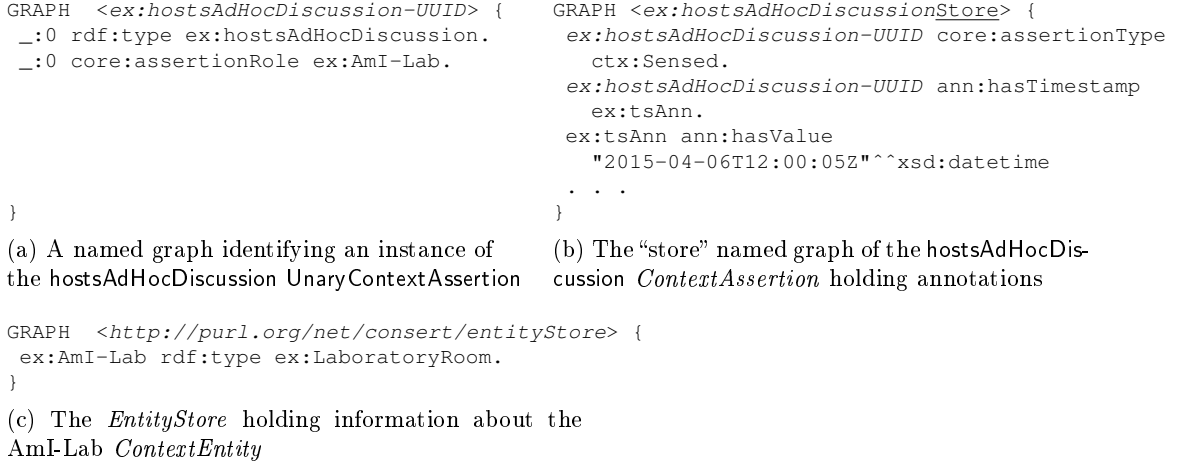 GRAPH <ex:hostsAdHocDiscussion-UUID> {
_:0 rdf:type ex:hostsAdHocDiscussion.
_:0 core:assertionRole ex:AmI-Lab.
}
(a) A named graph identifying an instance of
the hostsAdHocDiscussion UnaryContextAssertion
GRAPH <ex:hostsAdHocDiscussionStore> {
ex:hostsAdHocDiscussion-UUID core:assertionType
ctx:Sensed.
ex:hostsAdHocDiscussion-UUID ann:hasTimestamp
ex:tsAnn.
ex:tsAnn ann:hasValue
"2015-04-06T12:00:05Z"^^xsd:datetime
. . .
}
(b) The “store” named graph of the hostsAdHocDis-
cussion ContextAssertion holding annotations
GRAPH <http://purl.org/net/consert/entityStore> {
ex:AmI-Lab rdf:type ex:LaboratoryRoom.
}
(c) The EntityStore holding information about the
AmI-Lab ContextEntity